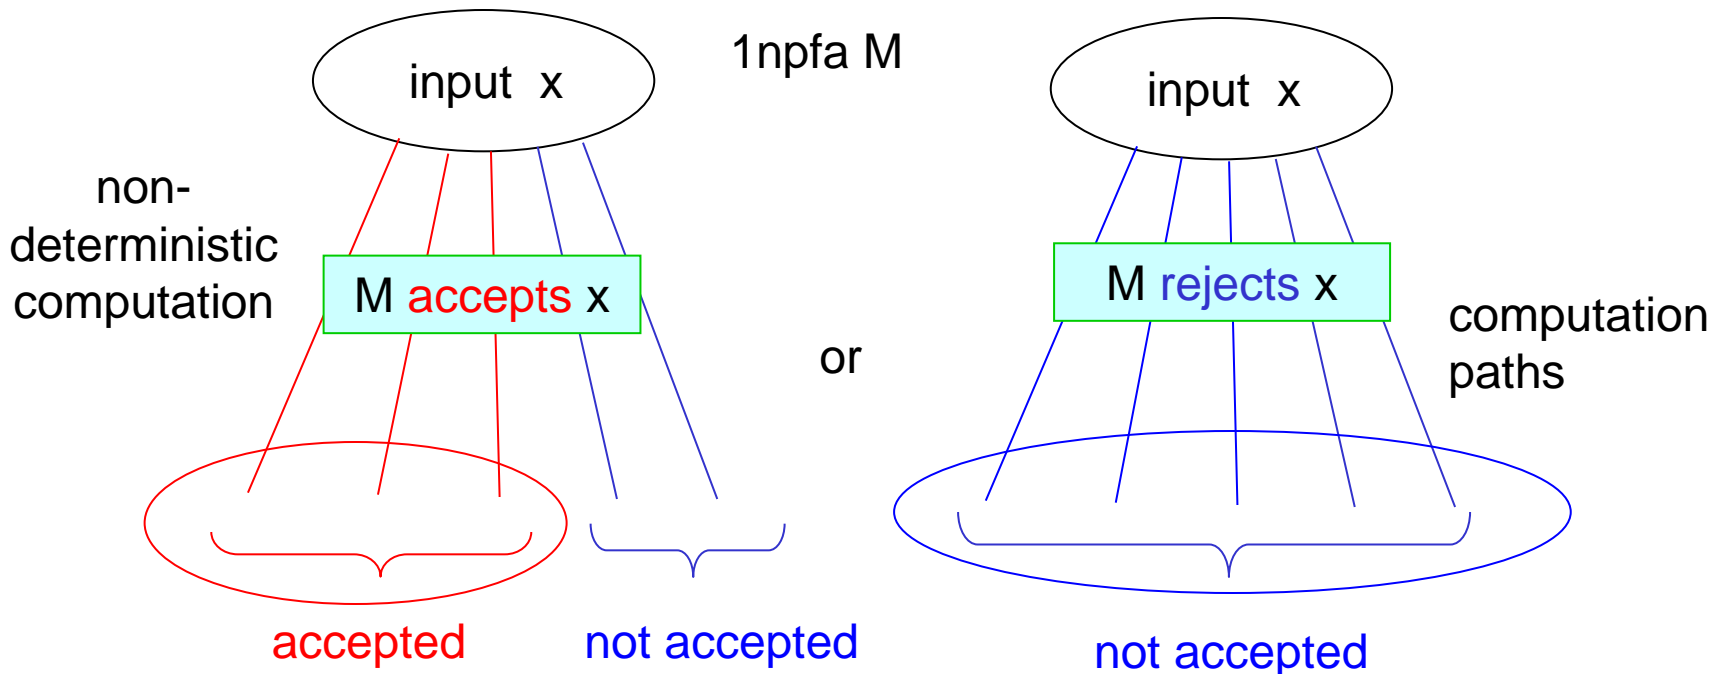 input x
1npfa M
input x
non-
deterministic
computation
M accepts x
or
M rejects x
computation
paths
accepted
not accepted
not accepted